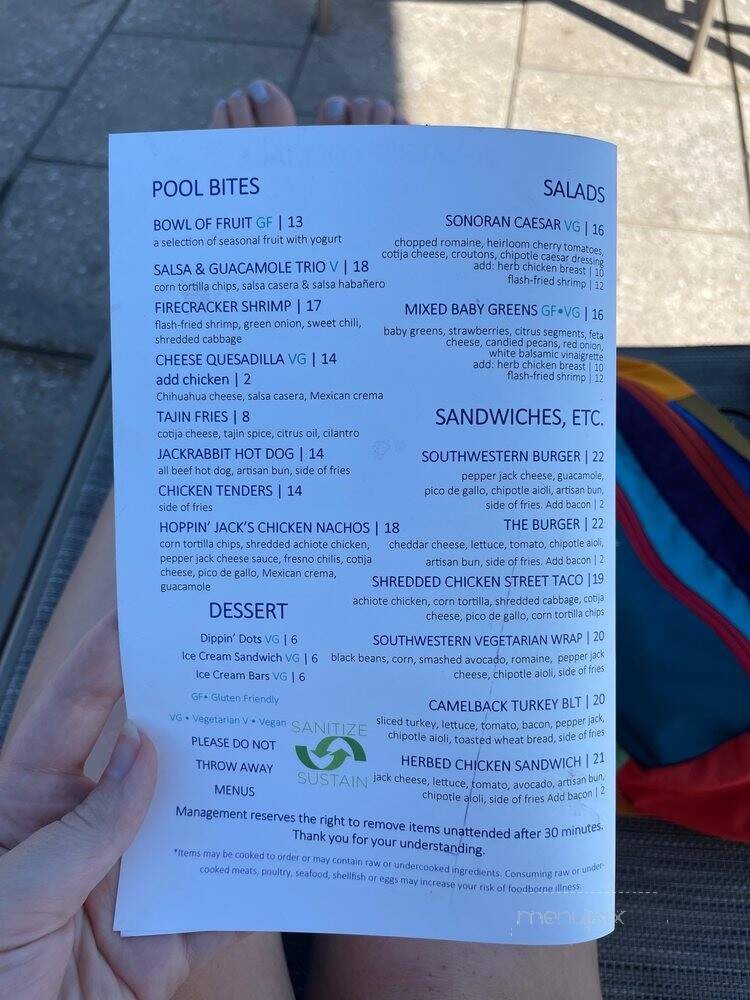 POOL BITES
BOWL OF FRUIT GF | 13
a selection of seasonal fruit with yogurt
SALSA & GUACAMOLE TRIO V | 18
corn tortilla chips, salsa casera & salsa habañero
FIRECRACKER SHRIMP | 17
flash-fried shrimp, green onion, sweet chili,
shredded cabbage
CHEESE QUESADILLA VG | 14
add chicken | 2
Chihuahua cheese, salsa casera, Mexican crema
TAJIN FRIES | 8
cotija cheese, tajin spice, citrus oil, cilantro
JACKRABBIT HOT DOG | 14
all beef hot dog, artisan bun, side of fries
CHICKEN TENDERS | 14
side of fries
HOPPIN' JACK'S CHICKEN NACHOS | 18
corn tortilla chips, shredded achiote chicken,
pepper jack cheese sauce, fresno chilis, cotija
cheese, pico de gallo, Mexican crema,
guacamole
DESSERT
Dippin' Dots VG | 6
Ice Cream Sandwich VG | 6
Ice Cream Bars VG | 6
GF• Gluten Friendly
VG • Vegetarian V • Vegan
PLEASE DO NOT
THROW AWAY
MENUS
SANITIZE
SUSTAIN
SALADS
SONORAN CAESAR VG | 16
chopped romaine, heirloom cherry tomatoes,
cotija cheese, croutons, chipotle caesar dressing
add: herb chicken breast | 10
flash-fried shrimp | 12
MIXED BABY GREENS GF•VG | 16
baby greens, strawberries, citrus segments, feta
cheese, candied pecans, red onion,
white balsamic vinaigrette
add: herb chicken breast | 10
flash-fried shrimp | 12
SANDWICHES, ETC.
SOUTHWESTERN BURGER | 22
pepper jack cheese, guacamole,
pico de gallo, chipotle aioli, artisan bun,
side of fries. Add bacon | 2
THE BURGER | 22
cheddar cheese, lettuce, tomato, chipotle aioli,
artisan bun, side of fries. Add bacon | 2
SHREDDED CHICKEN STREET TACO |19
achiote chicken, corn tortilla, shredded cabbage, cotija
cheese, pico de gallo, corn tortilla chips
SOUTHWESTERN VEGETARIAN WRAP | 20
black beans, corn, smashed avocado, romaine, pepper jack
cheese, chipotle aioli, side of fries
CAMELBACK TURKEY BLT | 20
sliced turkey, lettuce, tomato, bacon, pepper jack,
chipotle aioli, toasted wheat bread, side of fries
HERBED CHICKEN SANDWICH | 21
jack cheese, lettuce, tomato, avocado, artisan bun,
chipotle aioli, side of fries Add bacon | 2
Management reserves the right to remove items unattended after 30 minutes.
Thank you for your understanding.
*Items may be cooked to order or may contain raw or undercooked ingredients. Consuming raw or under-
cooked meats, poultry, seafood, shellfish or eggs may increase your risk of foodborne illness.